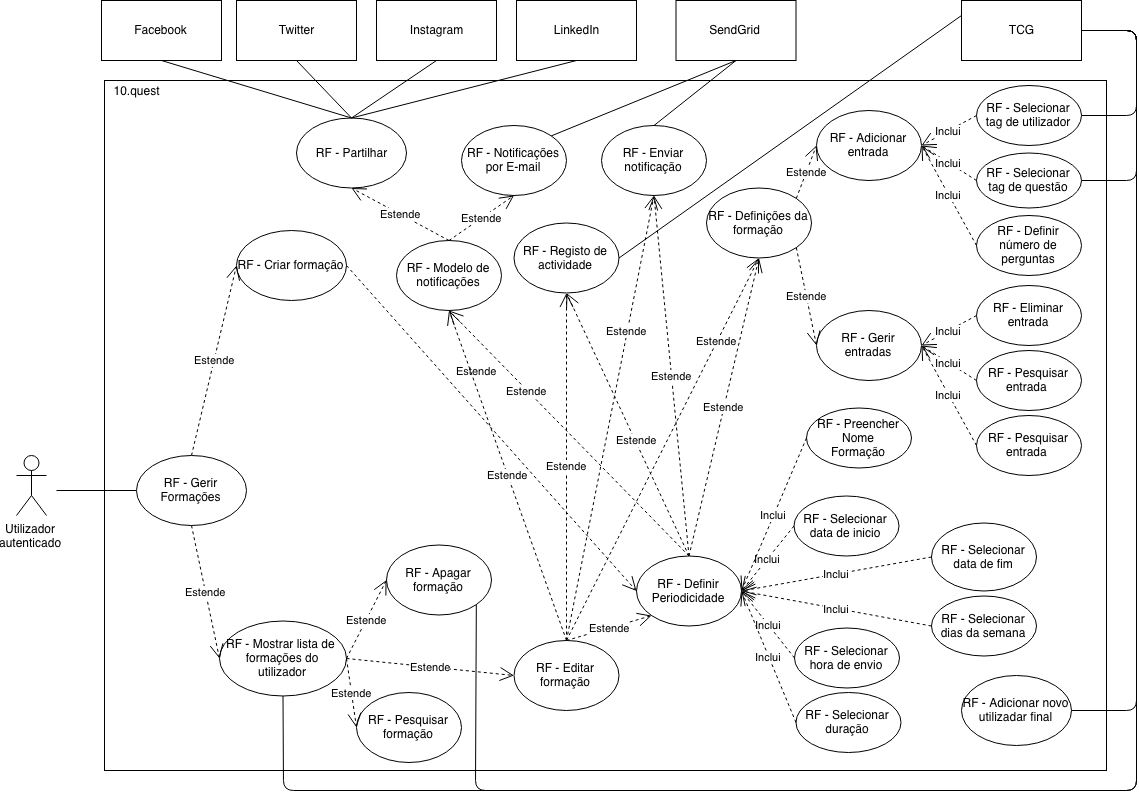 Facebook
Twitter
Instagram
LinkedIn
SendGrid
TCG
10.quest
RF - Partilhar
RF - Notificações
por E-mail
RF - Enviar
notificação
RF - Adicionar
entrada
RF - Selecionar
tag de utilizador
Inclui
RF - Selecionar
tag de questão
Inclui
Inclui
RF - Definir
número de
perguntas
Estende
Estende
Estende
RF - Definições da
formação
RF - Criar formação
RF - Modelo de
notificações
RF - Registo de
actividade
Estende
RF - Gerir
entradas
RF - Eliminar
entrada
Inclui
RF - Pesquisar
entrada
Inclui
Inclui
RF - Pesquisar
entrada
Estende
Estende
Estende
Estende
Estende
Estende
Estende
Estende
Estende
Estende
RF - Preencher
Nome
Formação
RF - Gerir
Formações
Utilizador
autenticado
Inclui
RF - Selecionar
data de inicio
Inclui
RF - Selecionar
data de fim
Inclui
RF - Definir
Periodicidade
Inclui
RF - Selecionar
dias da semana
Inclui
RF - Selecionar
hora de envio
Inclui
RF - Selecionar
duração
RF - Adicionar novo
utilizadar final
Estende
RF - Apagar
formação
Estende
Estende
RF - Mostrar lista de
formações do
utilizador
Estende
RF - Editar
formação
Estende
RF - Pesquisar
formação